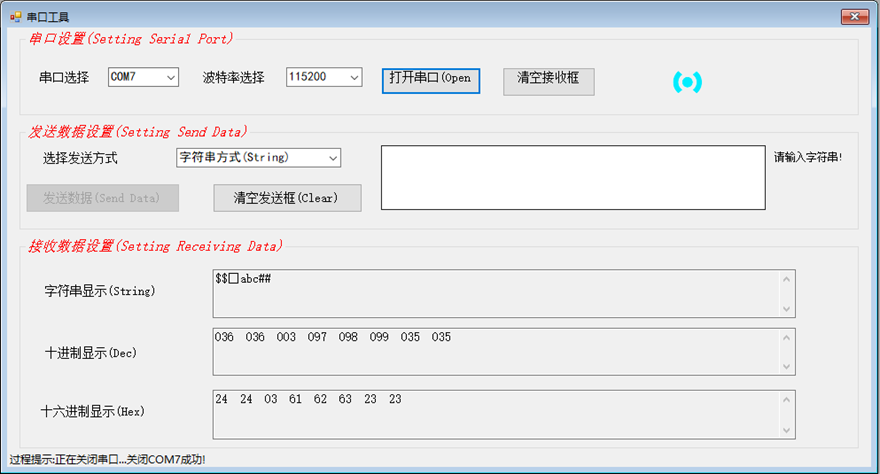 串口工具
串口设置(Setting Serial Port)
串口选择 COM7 波特率选择 115200 打开串口(Open 清空接收框
发送数据设置(Setting Send Data)
选择发送方式 字符串方式(String) 请输入字符串!
发送数据(Send Data) 清空发送框(Clear)
接收数据设置(Setting Receiving Data)
字符串显示(String) $$□abc##
十进制显示(Dec) 036 036 003 097 098 099 035 035
十六进制显示(Hex) 24 24 03 61 62 63 23 23
过程提示:正在关闭串口...关闭COM7成功!